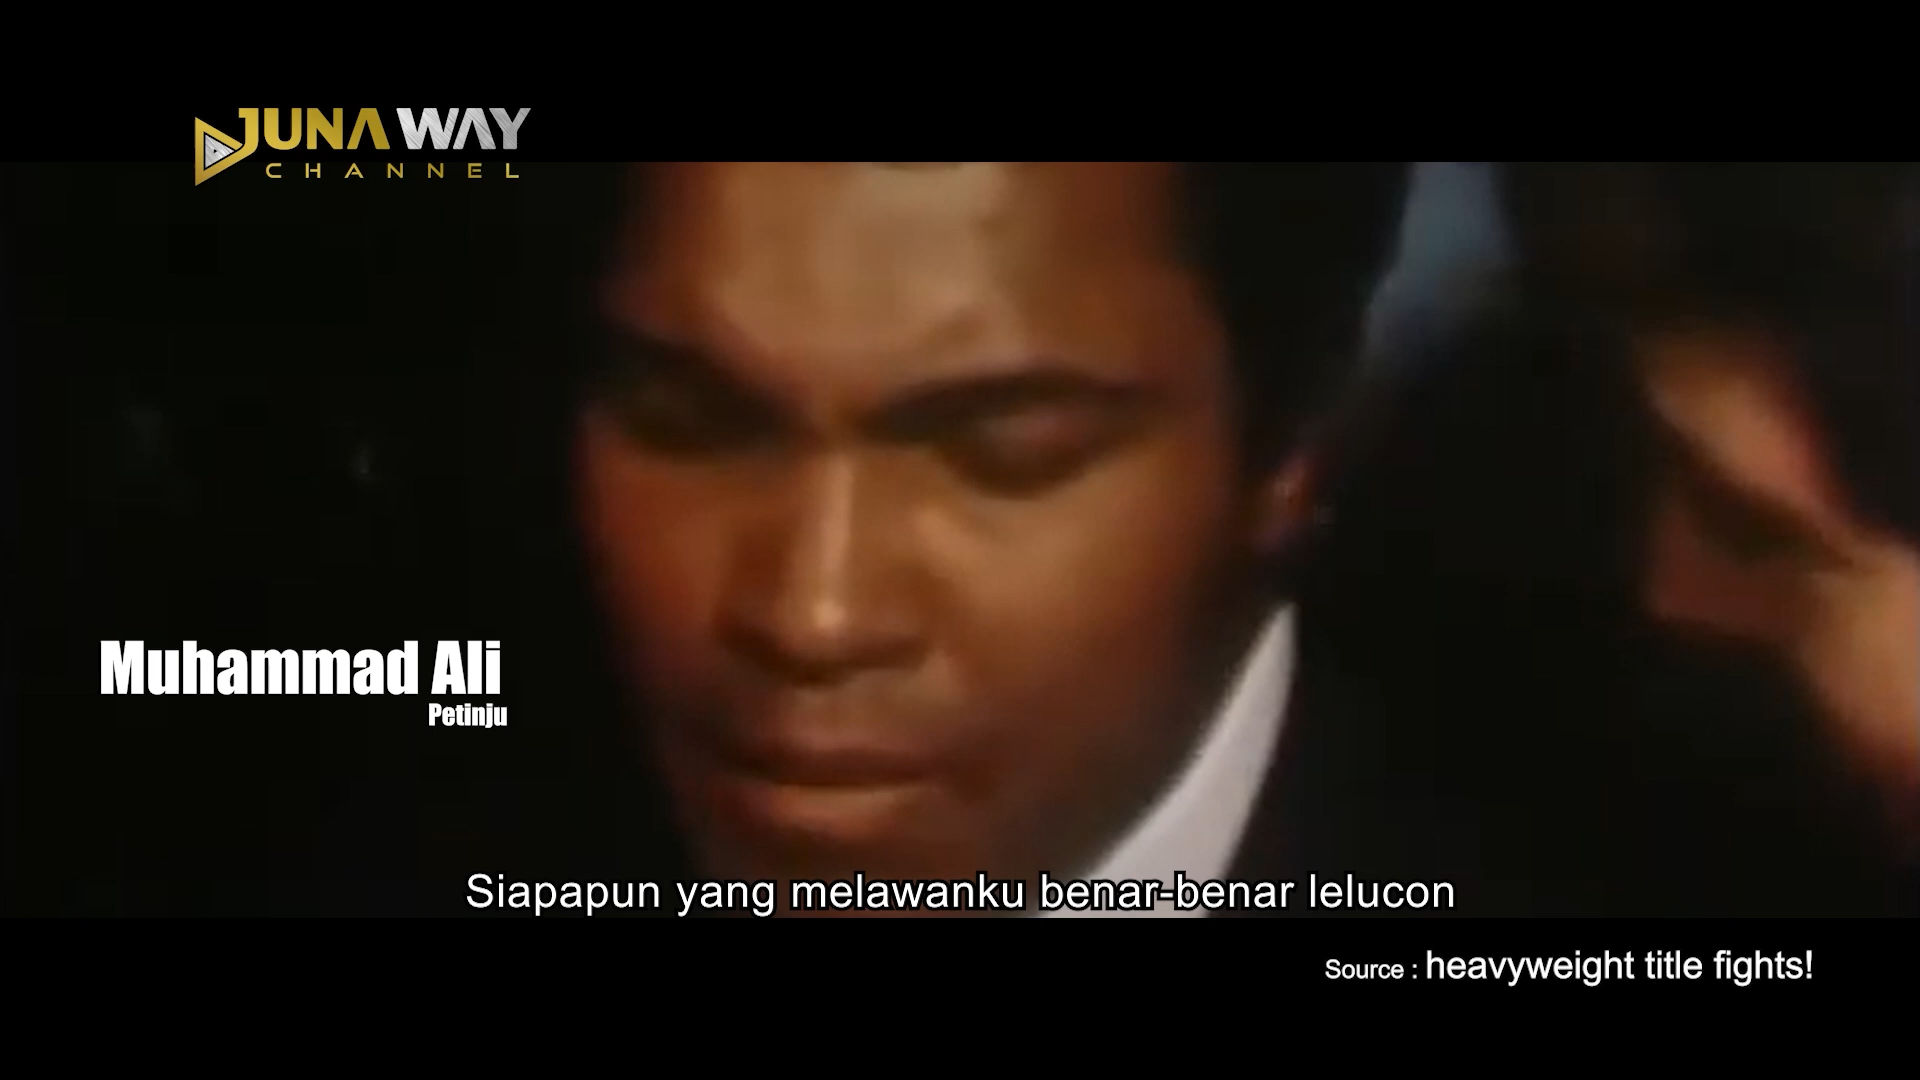 JUNA WAY
CHANNEL
Muhammad Ali
Petinju
Siapapun yang melawanku benar-benar lelucon
Source : heavyweight title fights!